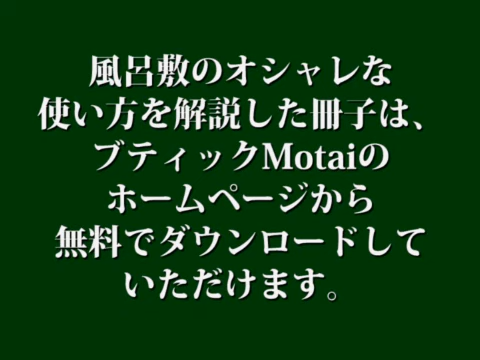 風呂敷のオシャレな
使い方を解説した冊子は、
ブティックMotaiの
ホームページから
無料でダウンロードして
いただけます。